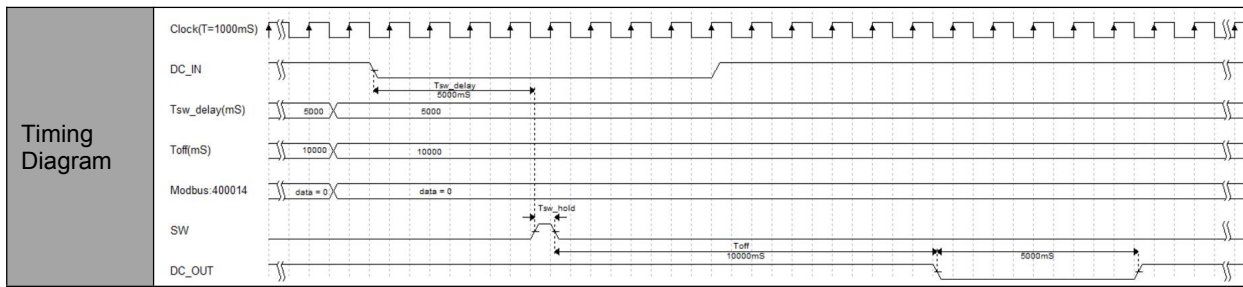 Timing
Diagram
Clock(T=1000mS)
DC_IN
Tsw_delay
5000mS
Tsw_delay(mS)
5000
5000
Toff(mS)
10000
10000
Modbus:400014
data = 0
data = 0
Tsw_hold
SW
Toff
10000mS
5000mS
DC_OUT